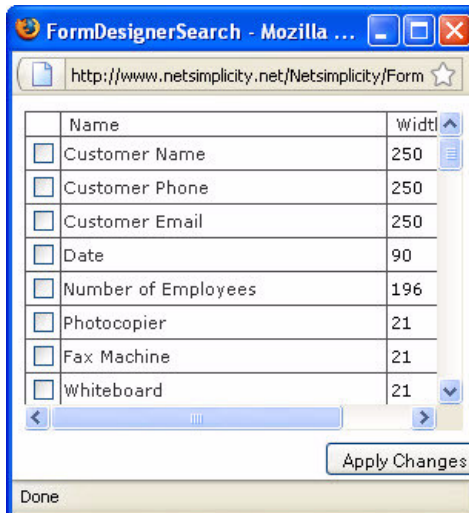 FormDesignerSearch - Mozilla ...
http://www.netsimplicity.net/Netsimplicity/Form
Name Widtl
Customer Name 250
Customer Phone 250
Customer Email 250
Date 90
Number of Employees 196
Photocopier 21
Fax Machine 21
Whiteboard 21
Apply Changes
Done